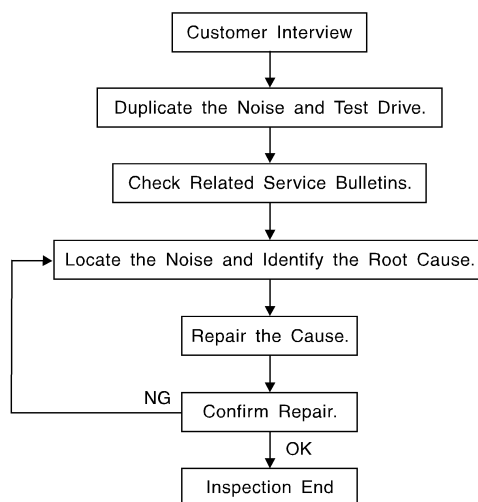 Customer Interview
Duplicate the Noise and Test Drive.
Check Related Service Bulletins.
Locate the Noise and Identify the Root Cause.
Repair the Cause.
NG
Confirm Repair.
OK
Inspection End